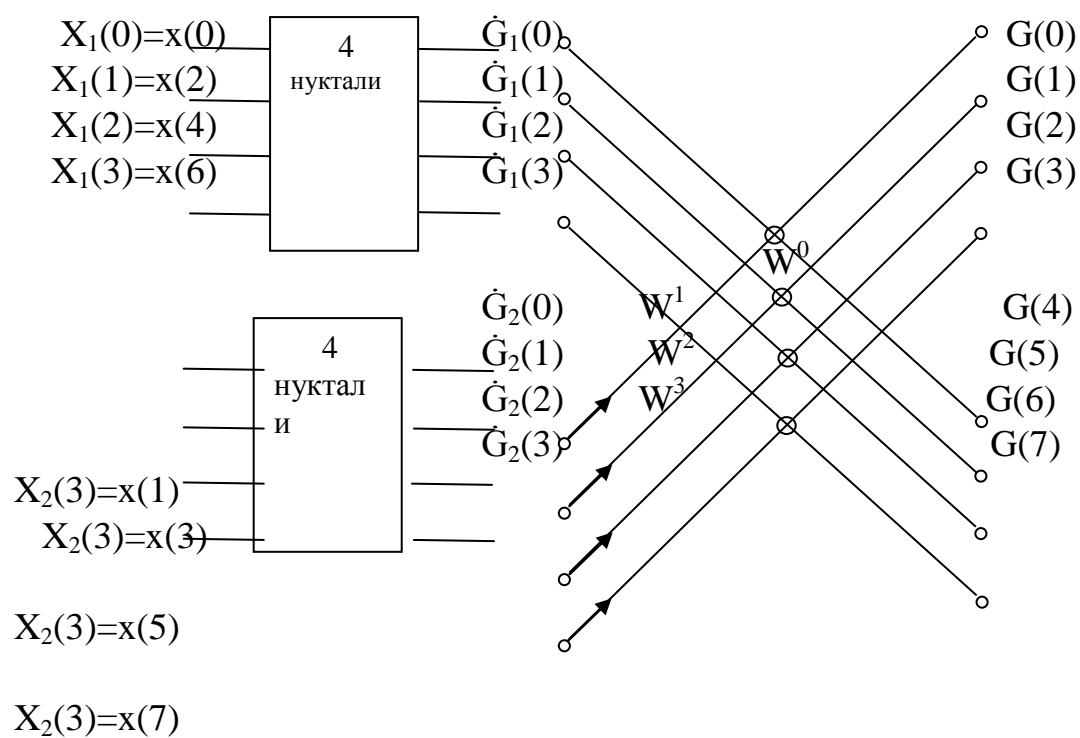 X₁(0)=x(0)
X₁(1)=x(2)
X₁(2)=x(4)
X₁(3)=x(6)
4
нуктали
Ġ₁(0)
Ġ₁(1)
Ġ₁(2)
Ġ₁(3)
G(0)
G(1)
G(2)
G(3)
W⁰
W¹
W²
W³
Ġ₂(0)
Ġ₂(1)
Ġ₂(2)
Ġ₂(3)
G(4)
G(5)
G(6)
G(7)
4
нуктал
и
X₂(3)=x(1)
X₂(3)=x(3)
X₂(3)=x(5)
X₂(3)=x(7)